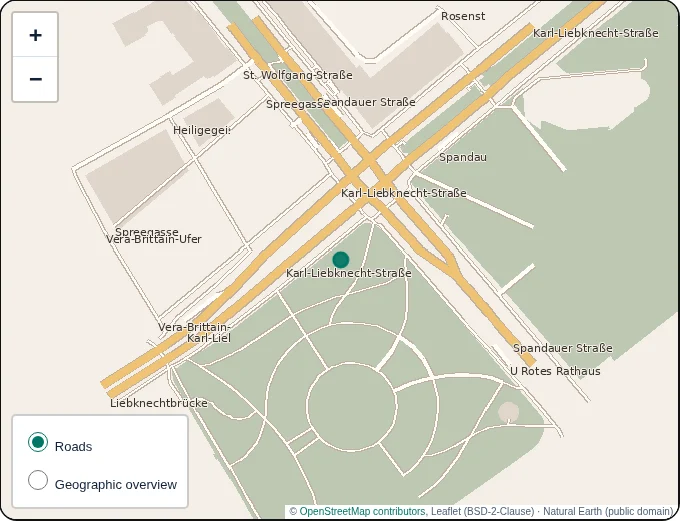 +
Rosenst
Karl-Liebknecht-Straße
−
St. Wolfgang-Straße
Spreegasse
Spandauer Straße
Heiligegeis
Spandau
Karl-Liebknecht-Straße
Spreegasse
Vera-Brittain-Ufer
Karl-Liebknecht-Straße
Vera-Brittain-
Karl-Liel
Spandauer Straße
U Rotes Rathaus
Liebknechtbrücke
Roads
Geographic overview
© OpenStreetMap contributors, Leaflet (BSD-2-Clause) · Natural Earth (public domain)